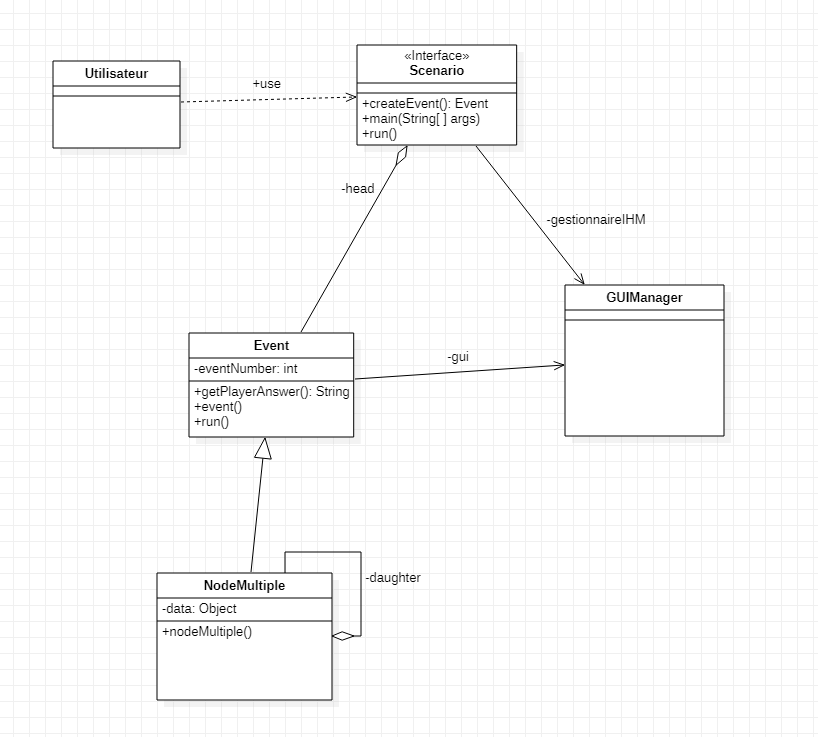 «Interface»
Scenario
Utilisateur
+use
+createEvent(): Event
+main(String[ ] args)
+run()
-head
-gestionnaireIHM
GUIManager
Event
-eventNumber: int
-gui
+getPlayerAnswer(): String
+event()
+run()
-daughter
NodeMultiple
-data: Object
+nodeMultiple()